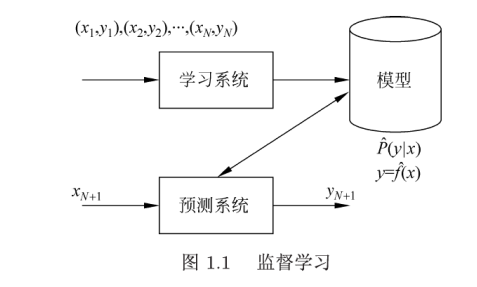 (x₁,y₁),(x₂,y₂),···,(x_N,y_N)
学习系统
模型
P̂(y|x)
y=f̂(x)
x_{N+1}
预测系统
y_{N+1}
图 1.1 监督学习